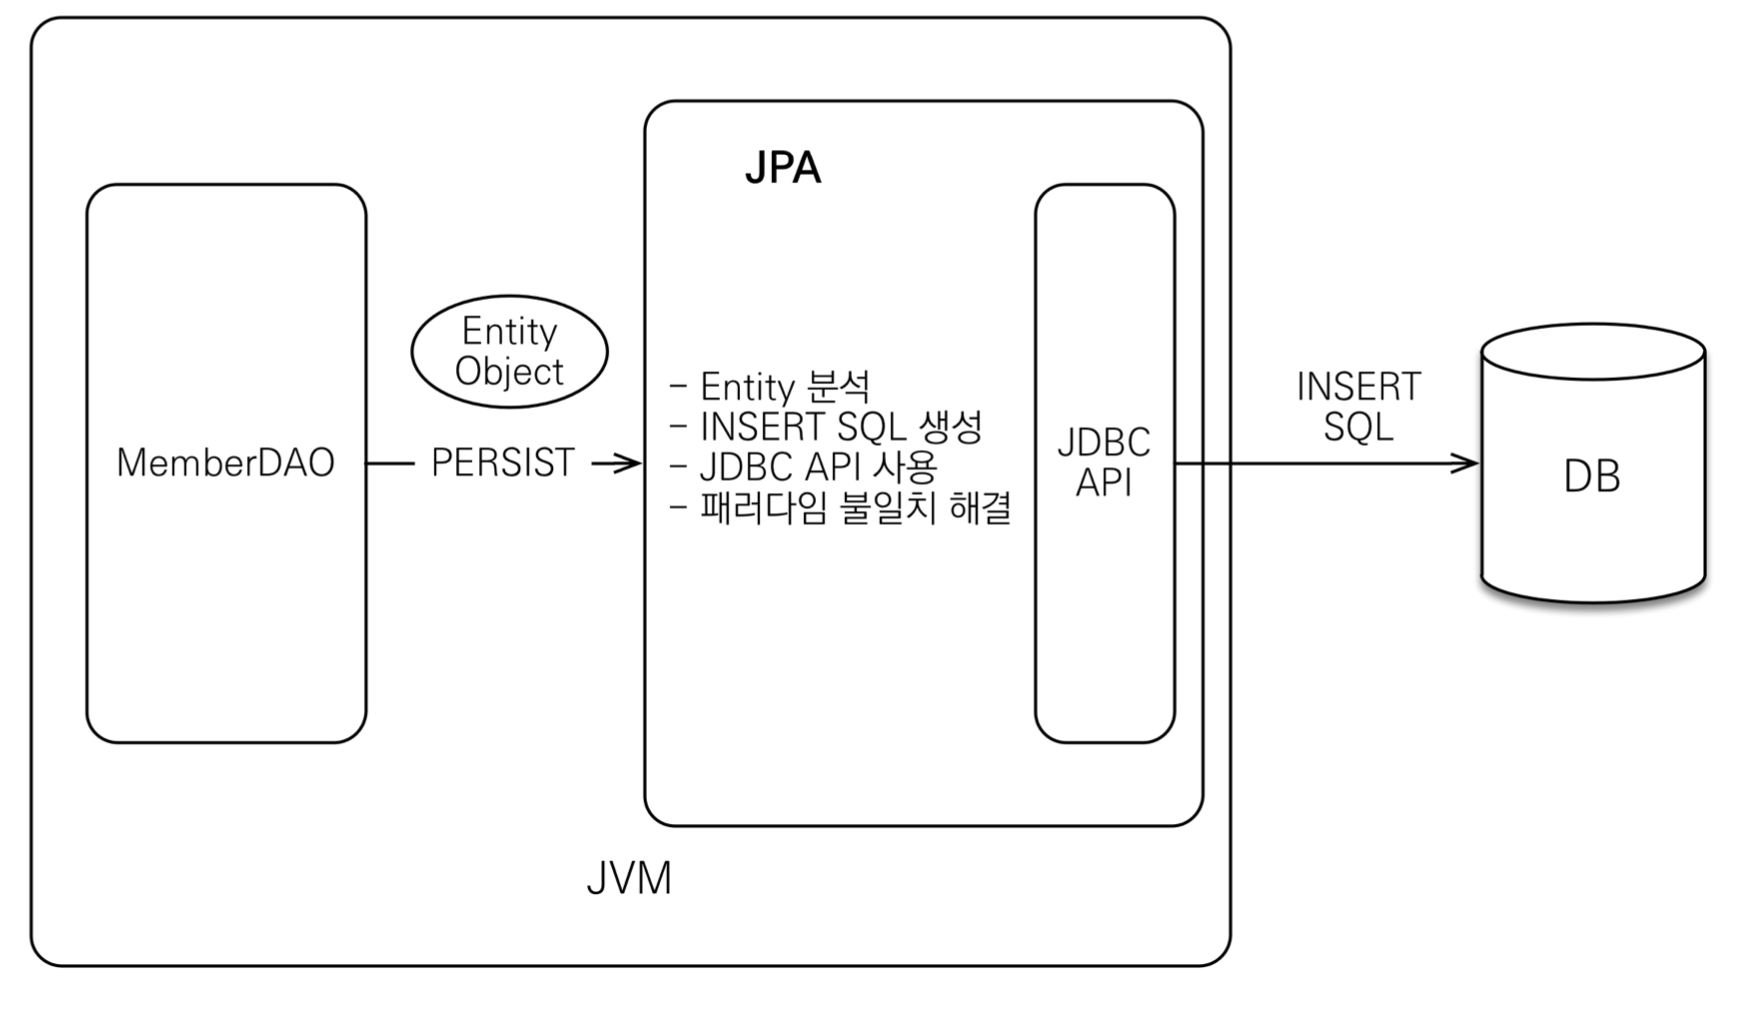 JPA
Entity
Object
MemberDAO
PERSIST
- Entity 분석
- INSERT SQL 생성
- JDBC API 사용
- 패러다임 불일치 해결
JDBC
API
INSERT
SQL
DB
JVM